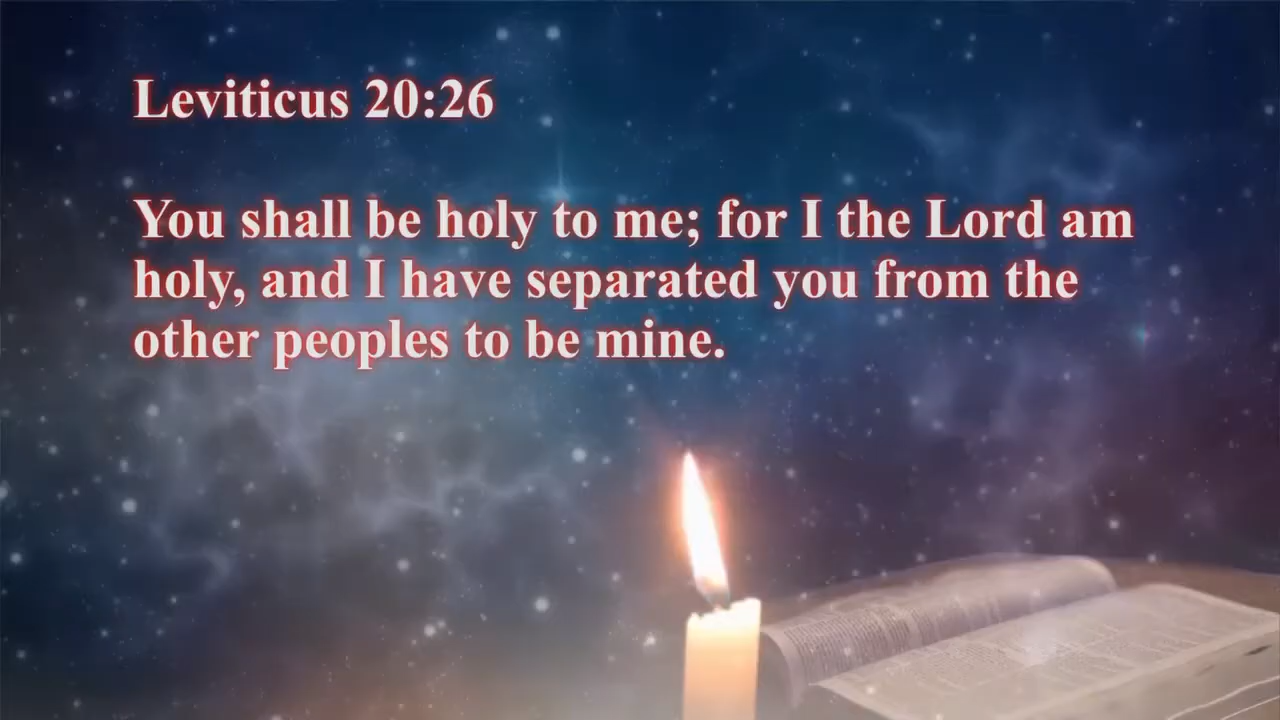 Leviticus 20:26
You shall be holy to me; for I the Lord am
holy, and I have separated you from the
other peoples to be mine.